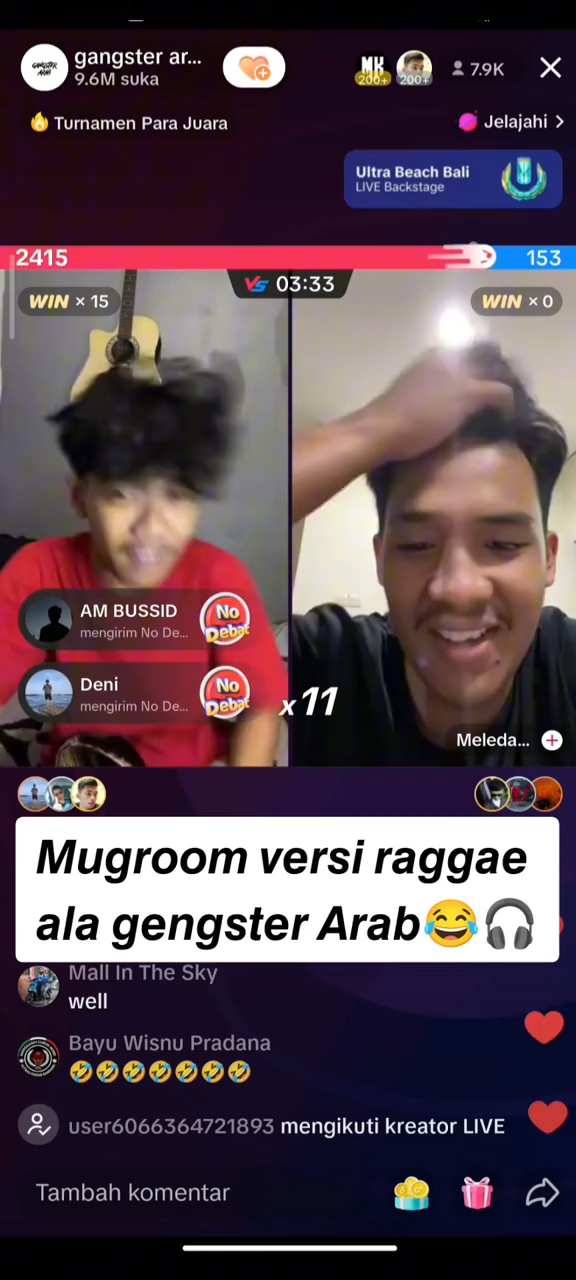 gangster ar...
9.6M suka
MK
200+
200+
7.9K
Turnamen Para Juara
Jelajahi >
Ultra Beach Bali
LIVE Backstage
2415
153
VS 03:33
WIN × 15
WIN × 0
AM BUSSID
mengirim No De...
No Debat
Deni
mengirim No De...
No Debat
x 11
Meleda...
Mugroom versi raggae
ala gengster Arab😂🎧
Mall In The Sky
well
Bayu Wisnu Pradana
🤣🤣🤣🤣🤣🤣🤣
user6066364721893 mengikuti kreator LIVE
Tambah komentar